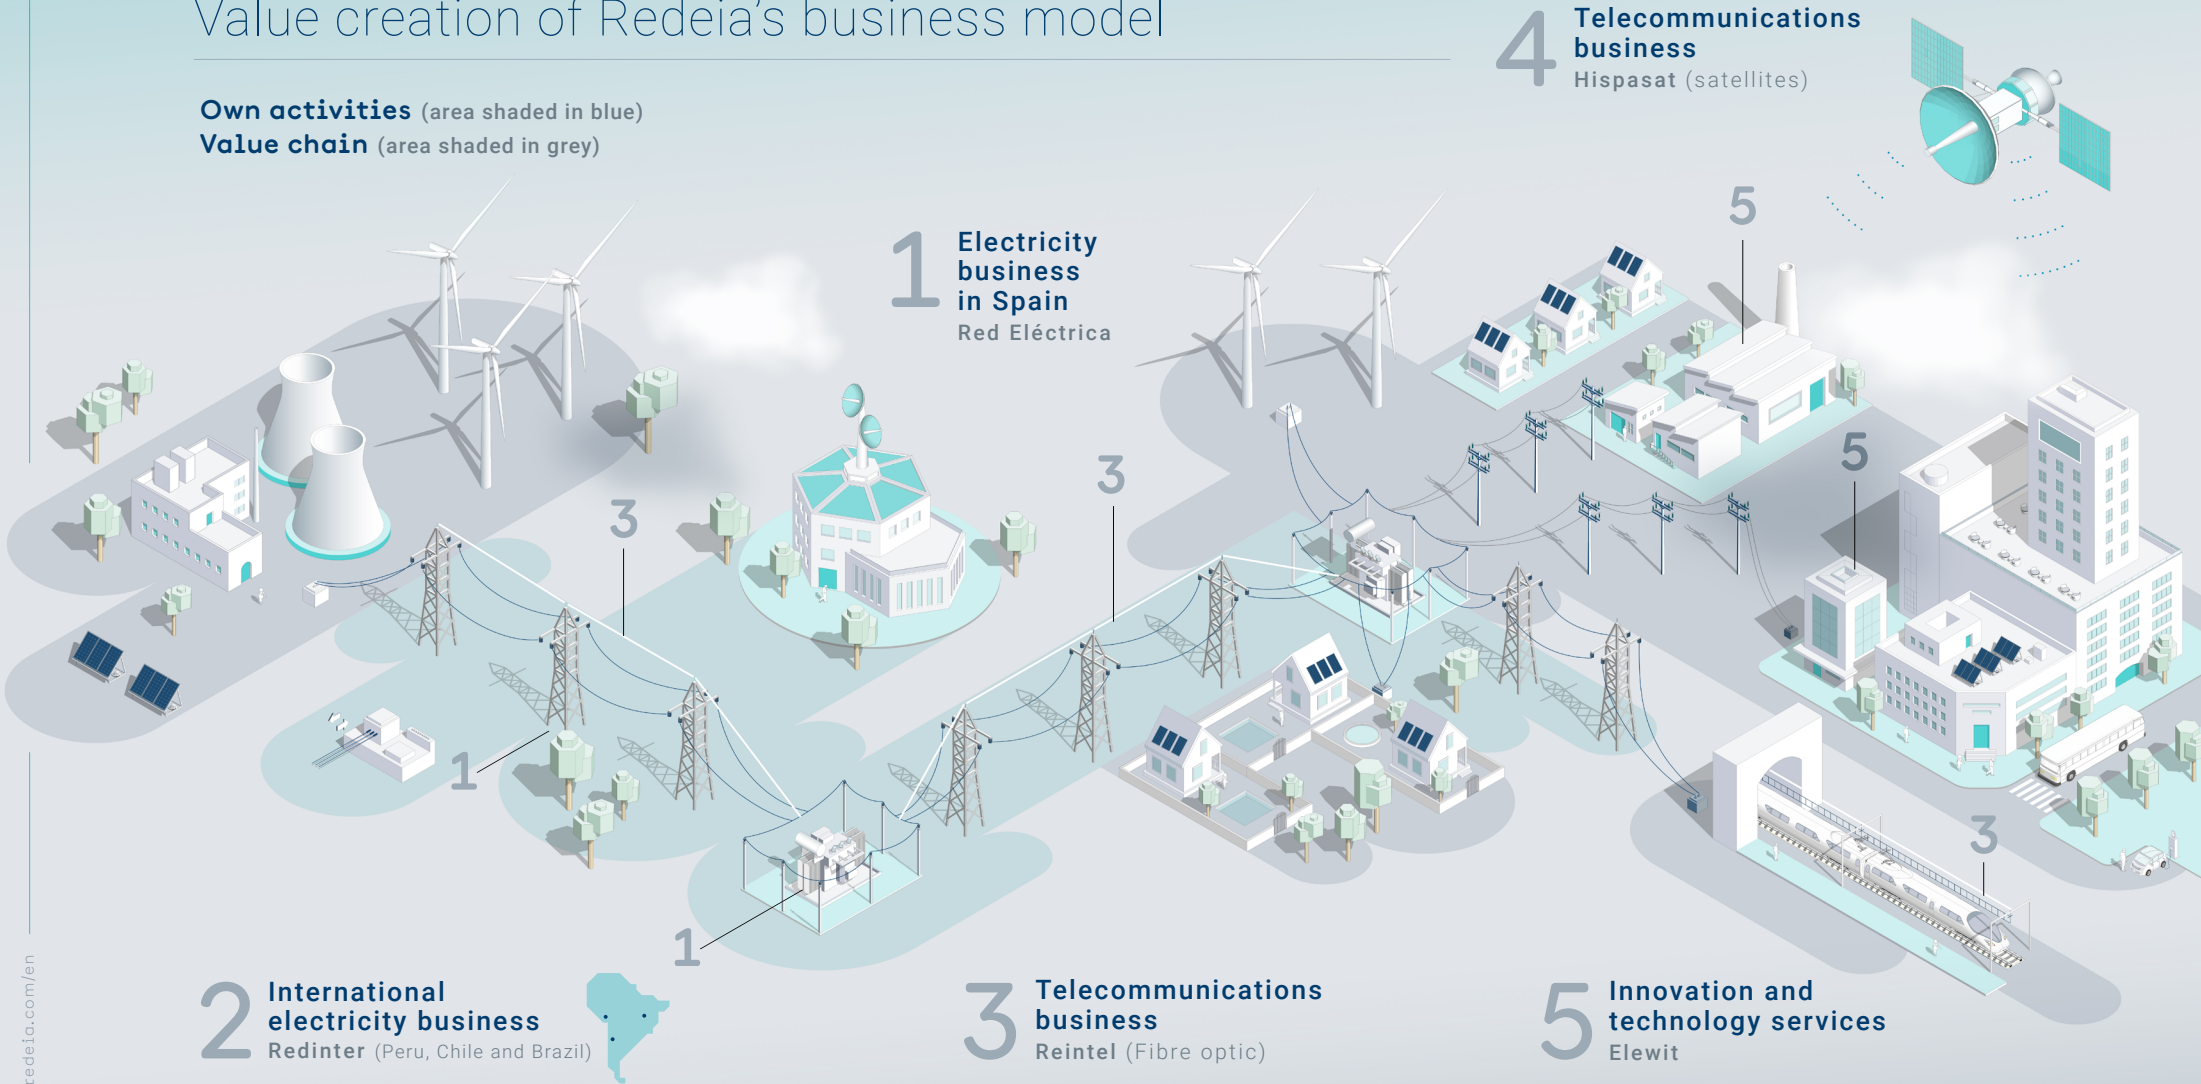 Value creation of Redeia's business model
Own activities (area shaded in blue)
Value chain (area shaded in grey)
4
Telecommunications
business
Hispasat (satellites)
1
Electricity
business
in Spain
Red Eléctrica
5
5
3
3
1
1
3
2
International
electricity business
Redinter (Peru, Chile and Brazil)
3
Telecommunications
business
Reintel (Fibre optic)
5
Innovation and
technology services
Elewit
redeia.com/en